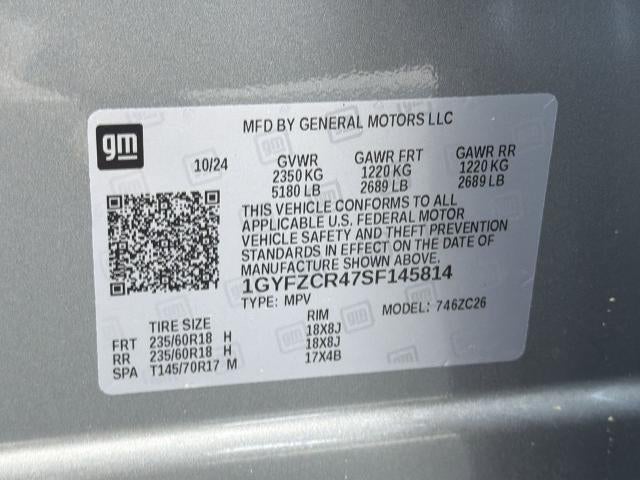 gm
MFD BY GENERAL MOTORS LLC
10/24 GVWR GAWR FRT GAWR RR
2350 KG 1220 KG 1220 KG
5180 LB 2689 LB 2689 LB
THIS VEHICLE CONFORMS TO ALL
APPLICABLE U.S. FEDERAL MOTOR
VEHICLE SAFETY AND THEFT PREVENTION
STANDARDS IN EFFECT ON THE DATE OF
MANUFACTURE SHOWN ABOVE.
1GYFZCR47SF145814
TYPE: MPV MODEL: 746ZC26
TIRE SIZE RIM
FRT 235/60R18 H 18X8J
RR 235/60R18 H 18X8J
SPA T145/70R17 M 17X4B